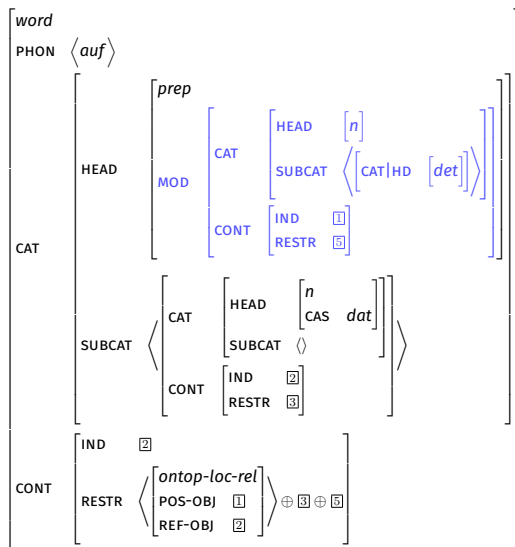 word
PHON ⟨auf⟩
prep
HEAD [n]
CAT
SUBCAT ⟨[CAT|HD [det]]⟩
HEAD
MOD
IND 1
CONT
RESTR 5
CAT
n
HEAD
CAS dat
CAT
SUBCAT ⟨⟩
SUBCAT
IND 2
CONT
RESTR 3
IND 2
ontop-loc-rel
CONT
RESTR ⟨[POS-OBJ 1]⟩ ⊕ 3 ⊕ 5
REF-OBJ 2